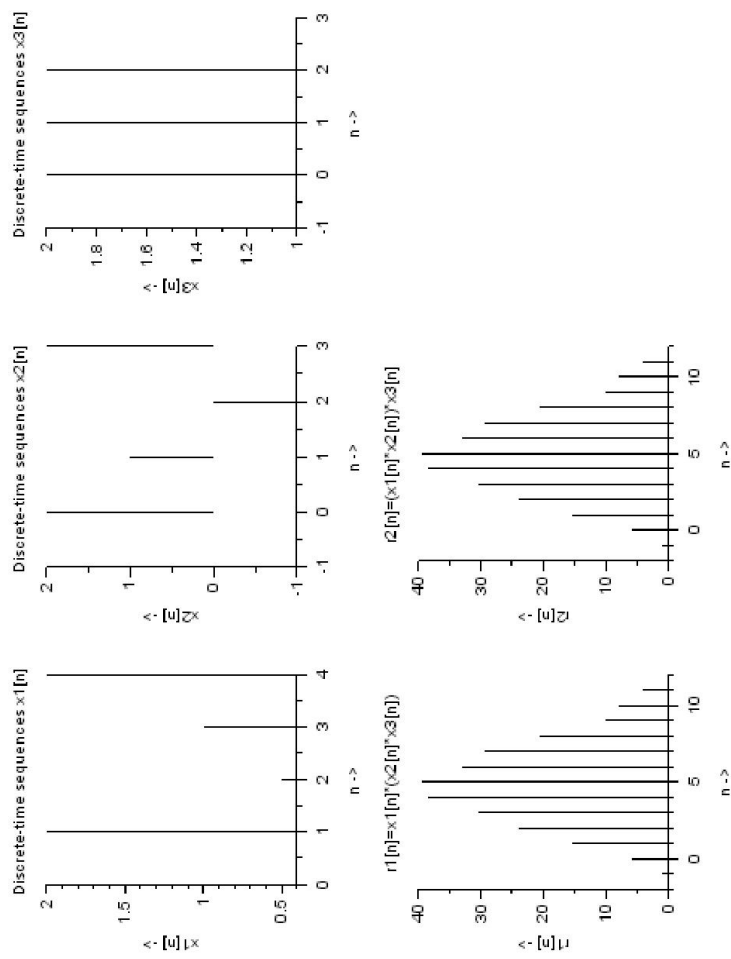 Discrete-time sequences x1[n]
2
1.5
1
0.5
x1[n] ->
0 1 2 3 4
n ->
Discrete-time sequences x2[n]
2
1
0
-1
x2[n] ->
-1 0 1 2 3
n ->
Discrete-time sequences x3[n]
2
1.8
1.6
1.4
1.2
1
x3[n] ->
-1 0 1 2 3
n ->
r1[n]=x1[n]*(x2[n]*x3[n])
40
30
20
10
0
r1[n] ->
0 5 10
n ->
r2[n]=(x1[n]*x2[n])*x3[n]
40
30
20
10
0
r2[n] ->
0 5 10
n ->